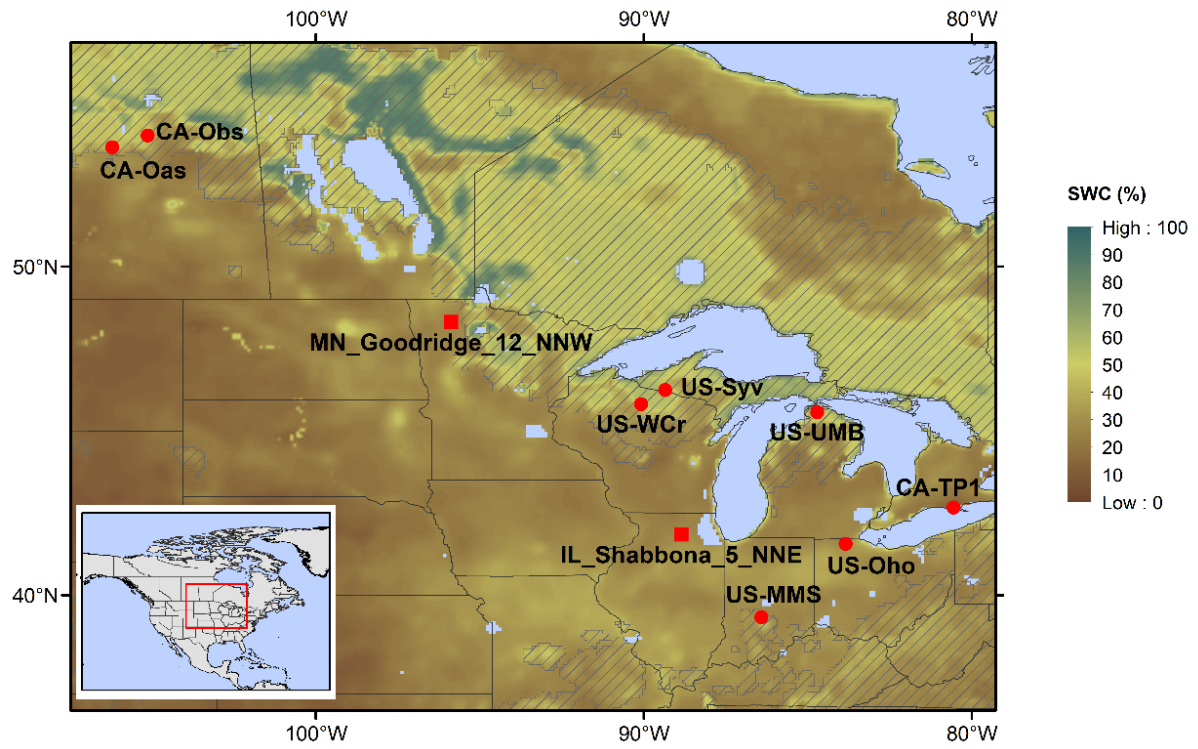 100°W 90°W 80°W
CA-Obs
CA-Oas
SWC (%)
High : 100
90
80
70
60
50
40
30
20
10
Low : 0
50°N 50°N
MN_Goodridge_12_NNW
US-Syv
US-WCr
US-UMB
CA-TP1
IL_Shabbona_5_NNE
US-Oho
US-MMS
40°N 40°N
100°W 90°W 80°W